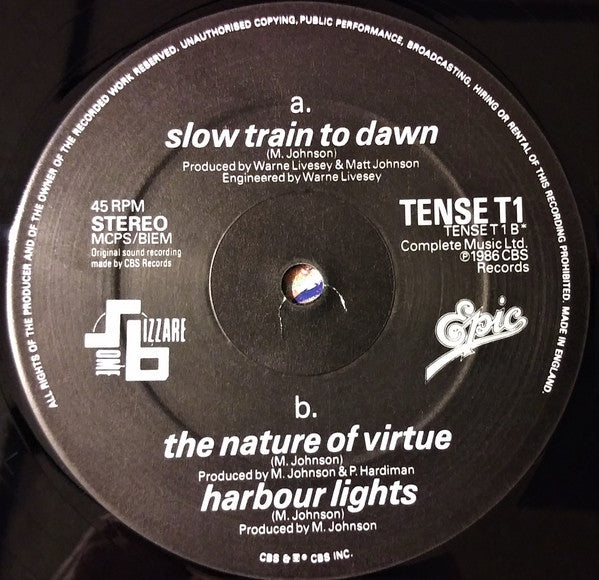 ALL RIGHTS OF THE PRODUCER AND OF THE OWNER OF THE RECORDED WORK RESERVED. UNAUTHORISED COPYING, PUBLIC PERFORMANCE, BROADCASTING, HIRING OR RENTAL OF THIS RECORDING PROHIBITED. MADE IN ENGLAND.
a.
slow train to dawn
(M. Johnson)
Produced by Warne Livesey & Matt Johnson
Engineered by Warne Livesey
45 RPM
STEREO
MCPS/BIEM
Original sound recording
made by CBS Records
TENSE T1
TENSE T 1 B*
Complete Music Ltd.
℗1986 CBS
Records
SOME BIZZARE
Epic
b.
the nature of virtue
(M. Johnson)
Produced by M. Johnson & P. Hardiman
harbour lights
(M. Johnson)
Produced by M. Johnson
CBS & ® CBS INC.